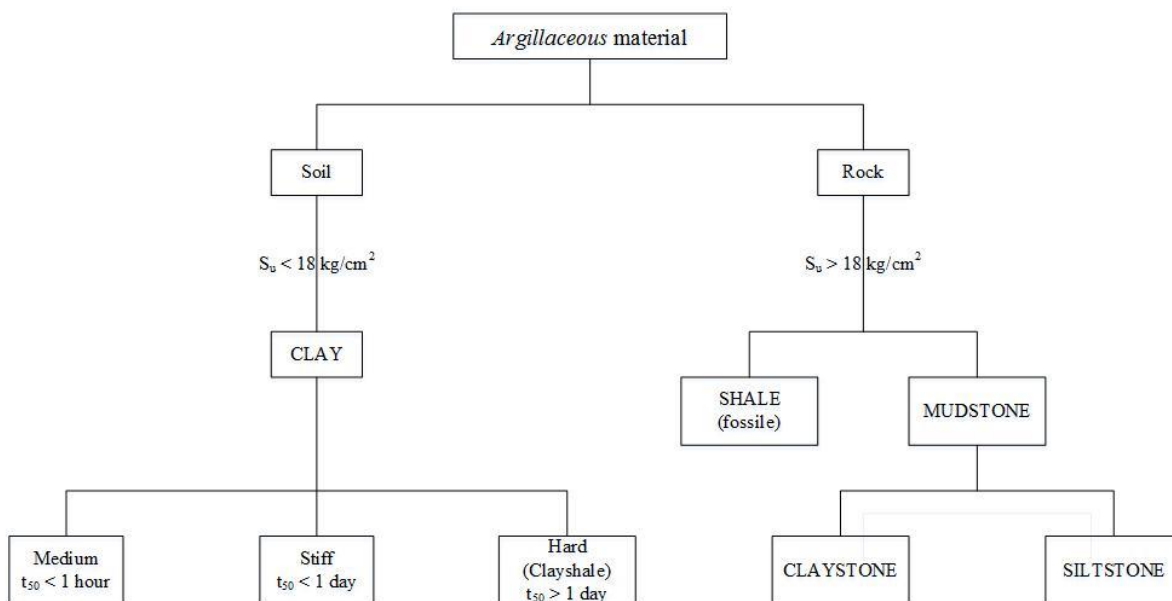 Argillaceous material
Soil
Rock
Sᵤ < 18 kg/cm²
Sᵤ > 18 kg/cm²
CLAY
SHALE
(fossile)
MUDSTONE
Medium
t₅₀ < 1 hour
Stiff
t₅₀ < 1 day
Hard
(Clayshale)
t₅₀ > 1 day
CLAYSTONE
SILTSTONE